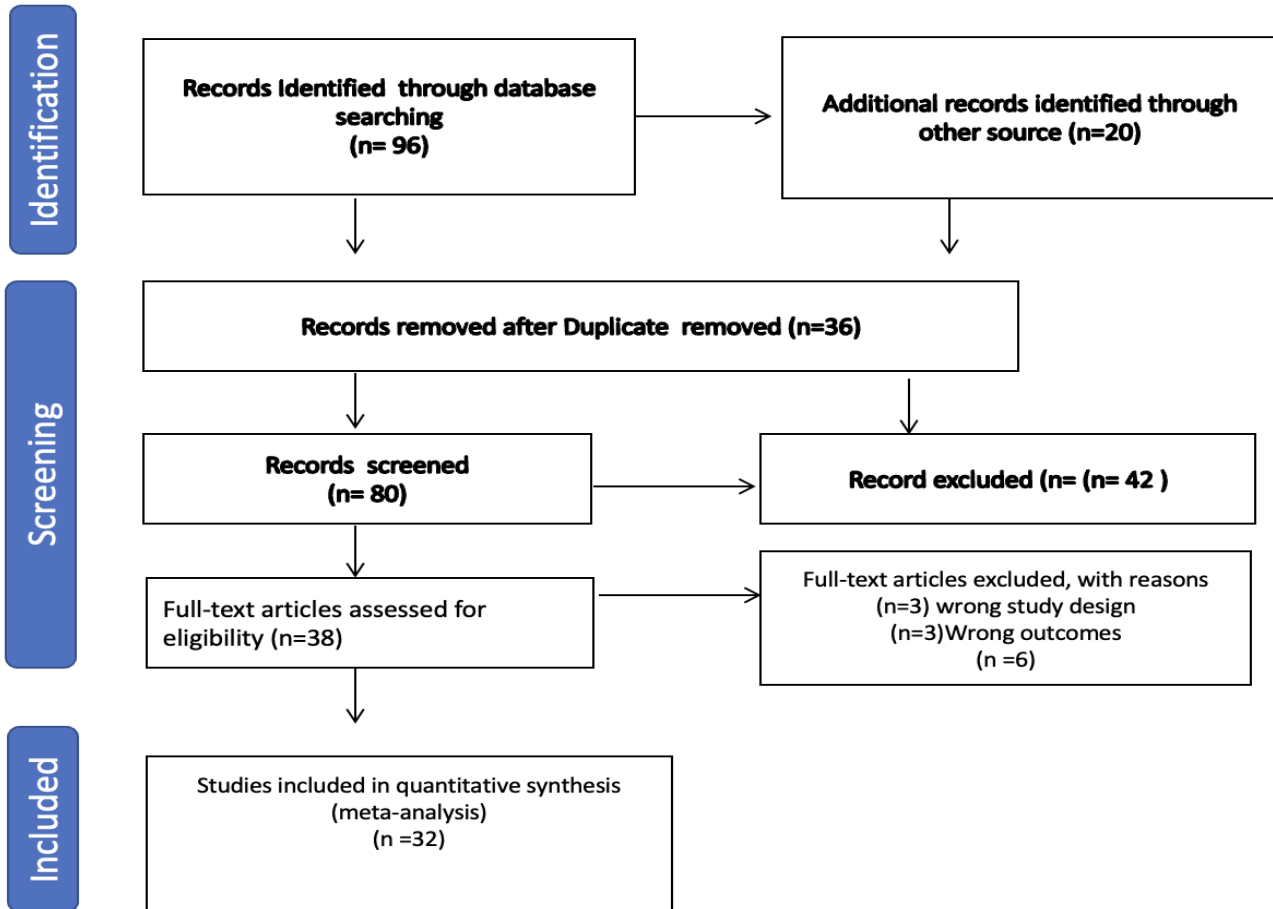 Identification
Records Identified through database
searching
(n= 96)
Additional records identified through
other source (n=20)
Screening
Records removed after Duplicate removed (n=36)
Records screened
(n= 80)
Record excluded (n= (n= 42 )
Full-text articles assessed for
eligibility (n=38)
Full-text articles excluded, with reasons
(n=3) wrong study design
(n=3)Wrong outcomes
(n =6)
Included
Studies included in quantitative synthesis
(meta-analysis)
(n =32)